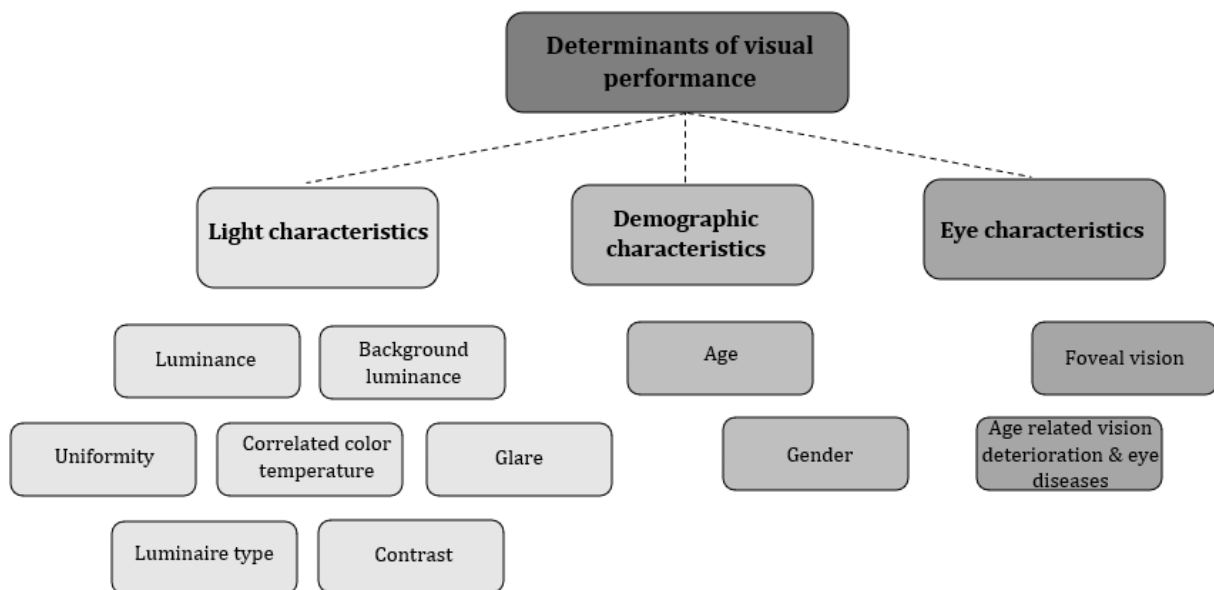 Determinants of visual
performance
Light characteristics
Demographic
characteristics
Eye characteristics
Luminance
Background
luminance
Age
Foveal vision
Uniformity
Correlated color
temperature
Glare
Gender
Age related vision
deterioration & eye
diseases
Luminaire type
Contrast